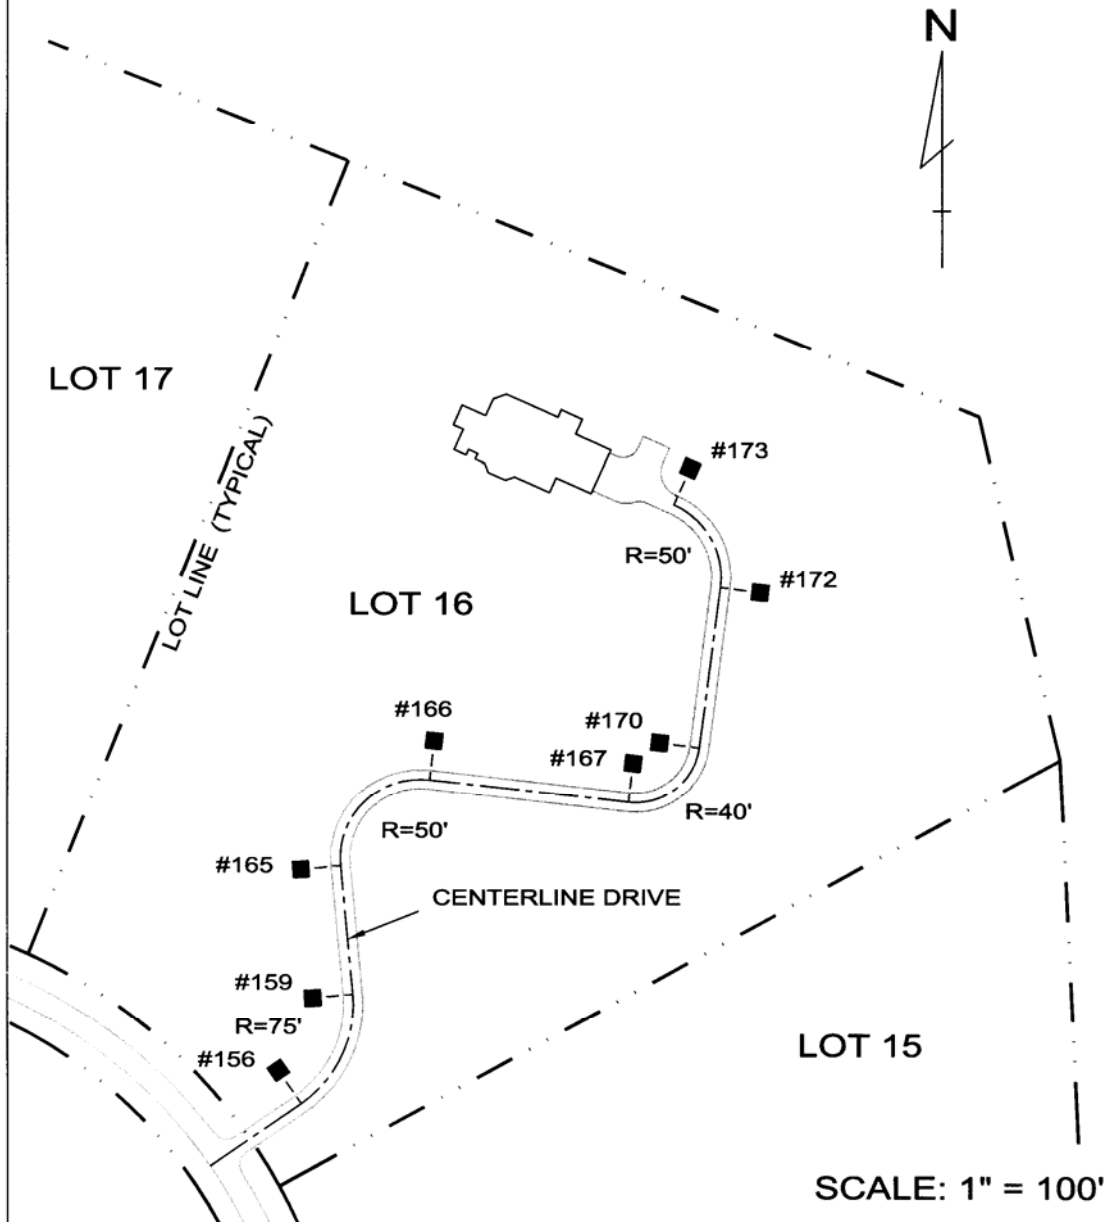 N
LOT 17
LOT LINE (TYPICAL)
#173
R=50'
#172
LOT 16
#166
#170
#167
R=40'
R=50'
#165
CENTERLINE DRIVE
#159
R=75'
#156
LOT 15
SCALE: 1" = 100'